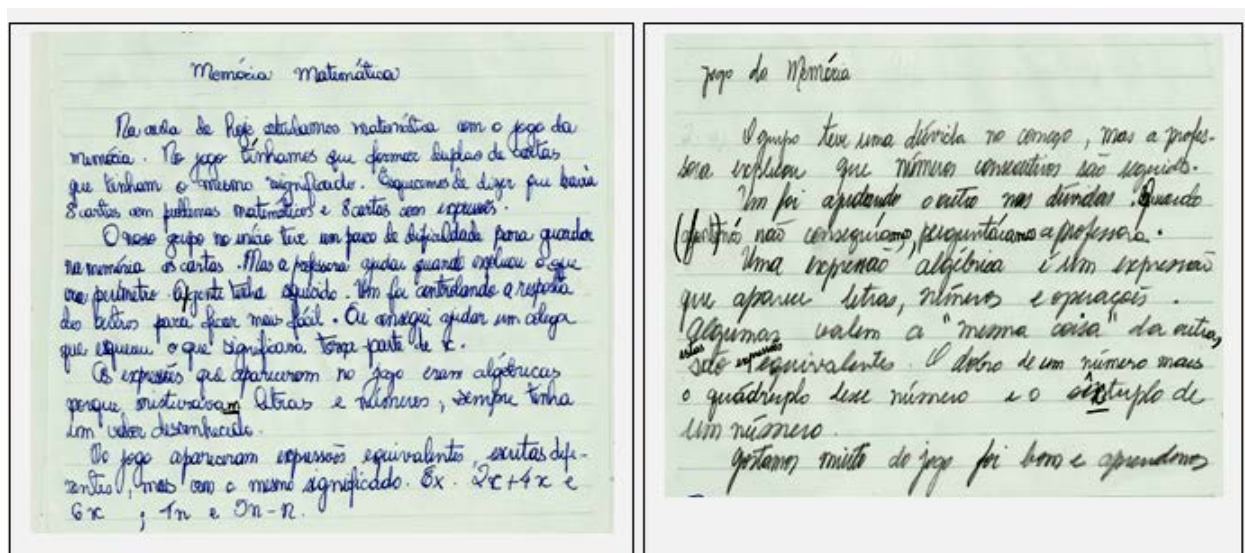 Memória Matemática
Na aula de hoje estudamos matemática com o jogo da
memória. No jogo tínhamos que formar duplas de cartas
que tinham o mesmo significado. Esquecemos de dizer que havia
8 cartas com problemas matemáticos e 8 cartas com expressões.
O nosso grupo no início teve um pouco de dificuldade para guardar
na memória as cartas. Mas a professora ajudou quando explicou o que
era perímetro. A gente tinha esquecido. Um foi controlando a resposta
dos outros para ficar mais fácil. Eu consegui ajudar um colega
que esqueceu o que significava terça parte de x.
As expressões que apareceram no jogo eram algébricas
porque misturavam letras e números, sempre tinha
um valor desconhecido.
No jogo apareceram expressões equivalentes, escritas dife-
rentes, mas com o mesmo significado. Ex. 2x+4x e
6x ; 4n e 5n-n.
Jogo da Memória
O grupo teve uma dúvida no começo, mas a profes-
sora explicou que números consecutivos são seguidos.
Um foi ajudando o outro nas dúvidas. Quando
nós não conseguíamos, perguntávamos a professora.
Uma expressão algébrica é um expressão
que aparece letras, números e operações.
Algumas valem a "mesma coisa" da outra,
estas são expressão equivalentes. O dobro de um número mais
o quádruplo desse número e o sêxtuplo de
um número.
Gostamos muito do jogo foi bom e aprendemos